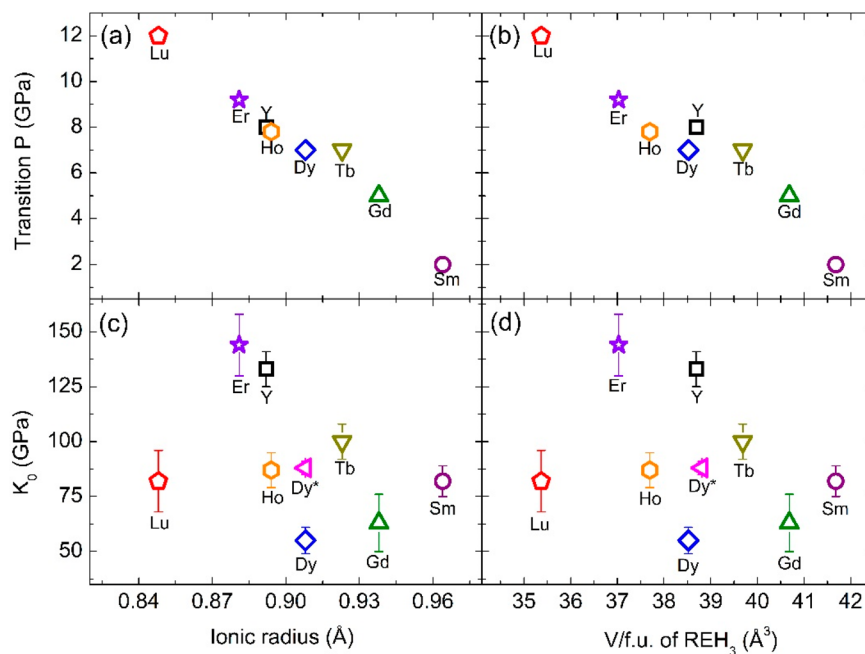 (a)
(b)
12
10
8
6
4
2
Transition P (GPa)
Lu
Er
Y
Ho
Dy
Tb
Gd
Sm
Lu
Er
Ho
Y
Dy
Tb
Gd
Sm
(c)
(d)
150
125
100
75
50
K₀ (GPa)
Lu
Er
Y
Ho
Dy*
Dy
Tb
Gd
Sm
Lu
Er
Ho
Y
Dy*
Dy
Tb
Gd
Sm
0.84 0.87 0.90 0.93 0.96
35 36 37 38 39 40 41 42
Ionic radius (Å)
V/f.u. of REH₃ (Å³)